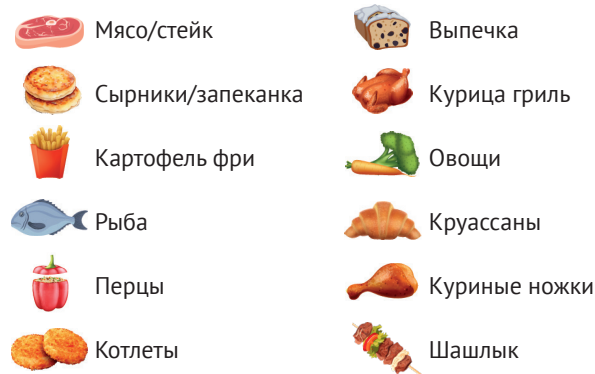 Мясо/стейк
Сырники/запеканка
Картофель фри
Рыба
Перцы
Котлеты
Выпечка
Курица гриль
Овощи
Круассаны
Куриные ножки
Шашлык